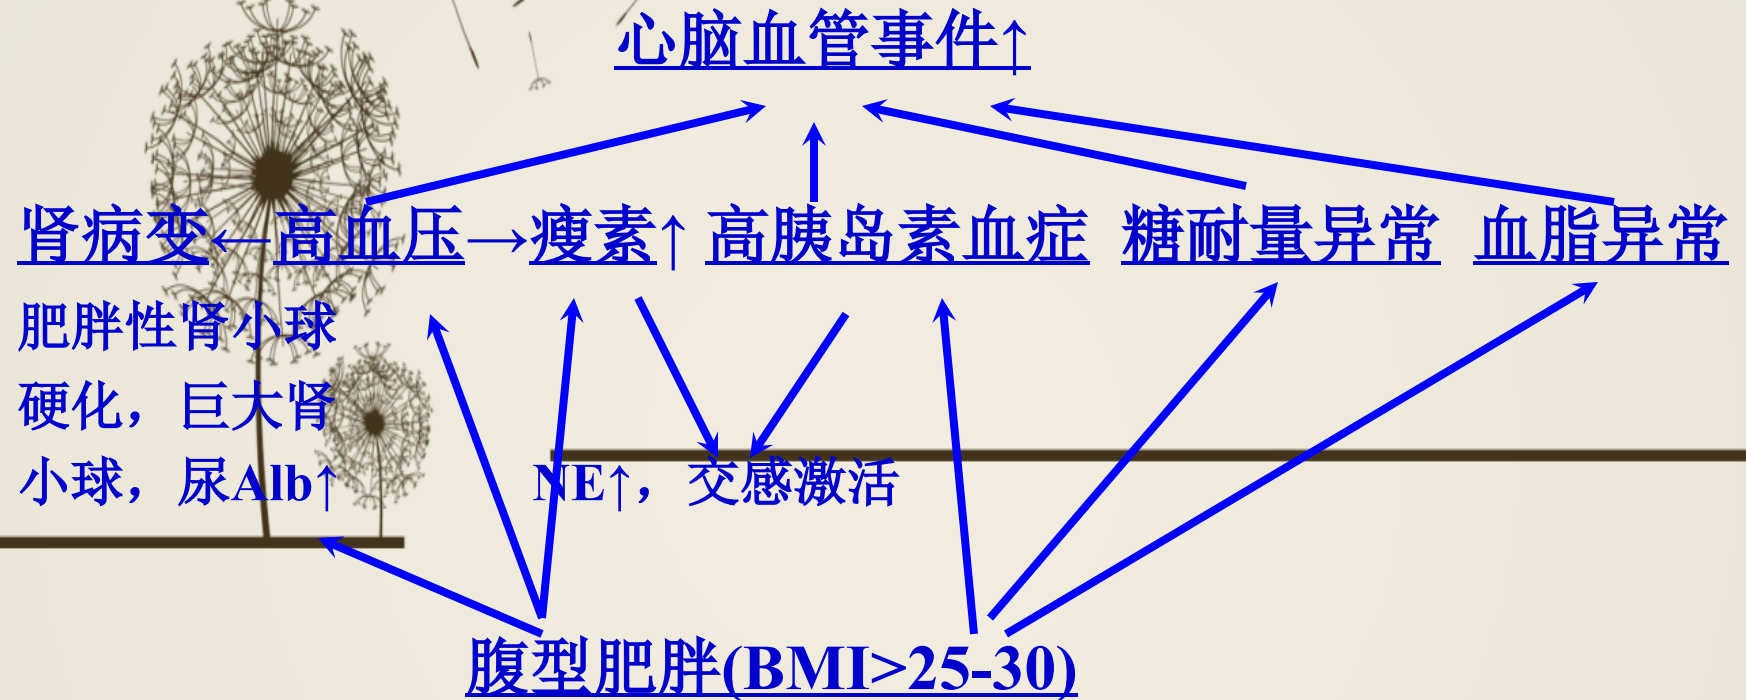 心脑血管事件↑
肾病变←高血压→瘦素↑ 高胰岛素血症 糖耐量异常 血脂异常
肥胖性肾小球
硬化，巨大肾
小球，尿Alb↑ NE↑，交感激活
腹型肥胖(BMI>25-30)